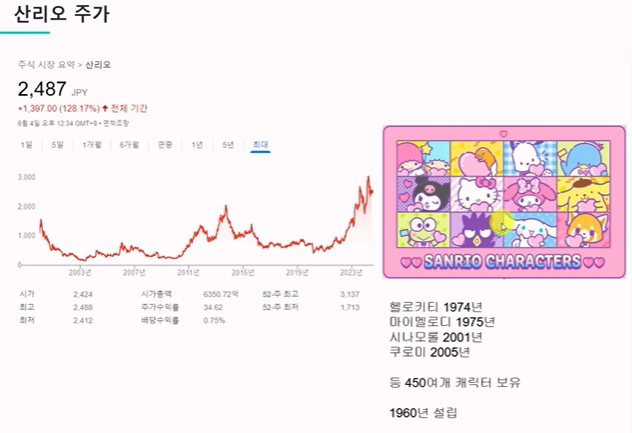 산리오 주가
주식 시장 요약 > 산리오
2,487 JPY
+1,397.00 (128.17%) ↑ 전체 기간
6월 4일 오후 12:34 GMT+9 • 면책조항
1일 5일 1개월 6개월 연중 1년 5년 최대
3,000
2,000
1,000
0
2003년 2007년 2011년 2015년 2019년 2023년
시가 2,424 시가총액 6350.72억 52-주 최고 3,137
최고 2,488 주가수익률 34.62 52-주 최저 1,713
최저 2,412 배당수익률 0.75%
SANRIO CHARACTERS
헬로키티 1974년
마이멜로디 1975년
시나모롤 2001년
쿠로미 2005년
등 450여개 캐릭터 보유
1960년 설립